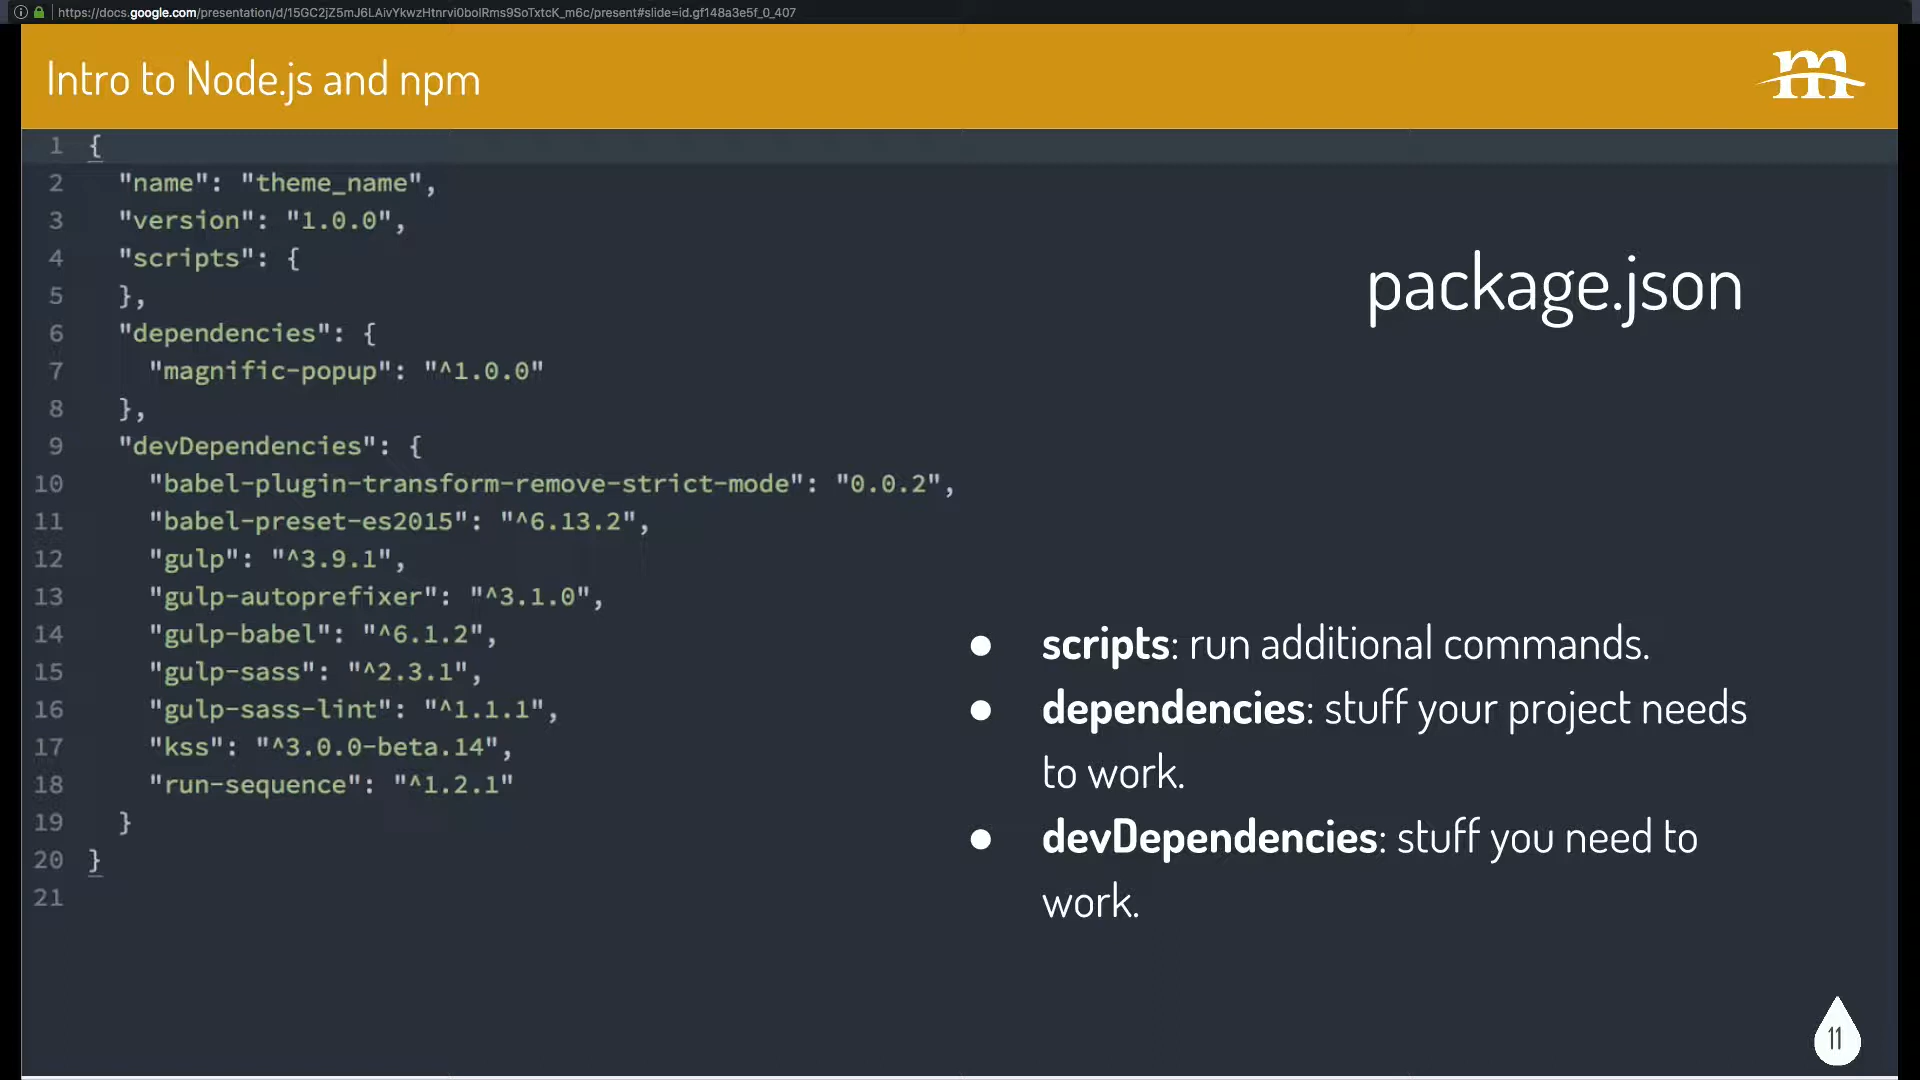 https://docs.google.com/presentation/d/15GC2jZ5mJ6LAivYkwzHtnrvi0bolRms9SoTxtcK_m6c/present#slide=id.gf148a3e5f_0_407
Intro to Node.js and npm
m
1 {
2 "name": "theme_name",
3 "version": "1.0.0",
4 "scripts": {
5 },
6 "dependencies": {
7 "magnific-popup": "^1.0.0"
8 },
9 "devDependencies": {
10 "babel-plugin-transform-remove-strict-mode": "0.0.2",
11 "babel-preset-es2015": "^6.13.2",
12 "gulp": "^3.9.1",
13 "gulp-autoprefixer": "^3.1.0",
14 "gulp-babel": "^6.1.2",
15 "gulp-sass": "^2.3.1",
16 "gulp-sass-lint": "^1.1.1",
17 "kss": "^3.0.0-beta.14",
18 "run-sequence": "^1.2.1"
19 }
20 }
21
package.json
● scripts: run additional commands.
● dependencies: stuff your project needs
to work.
● devDependencies: stuff you need to
work.
11